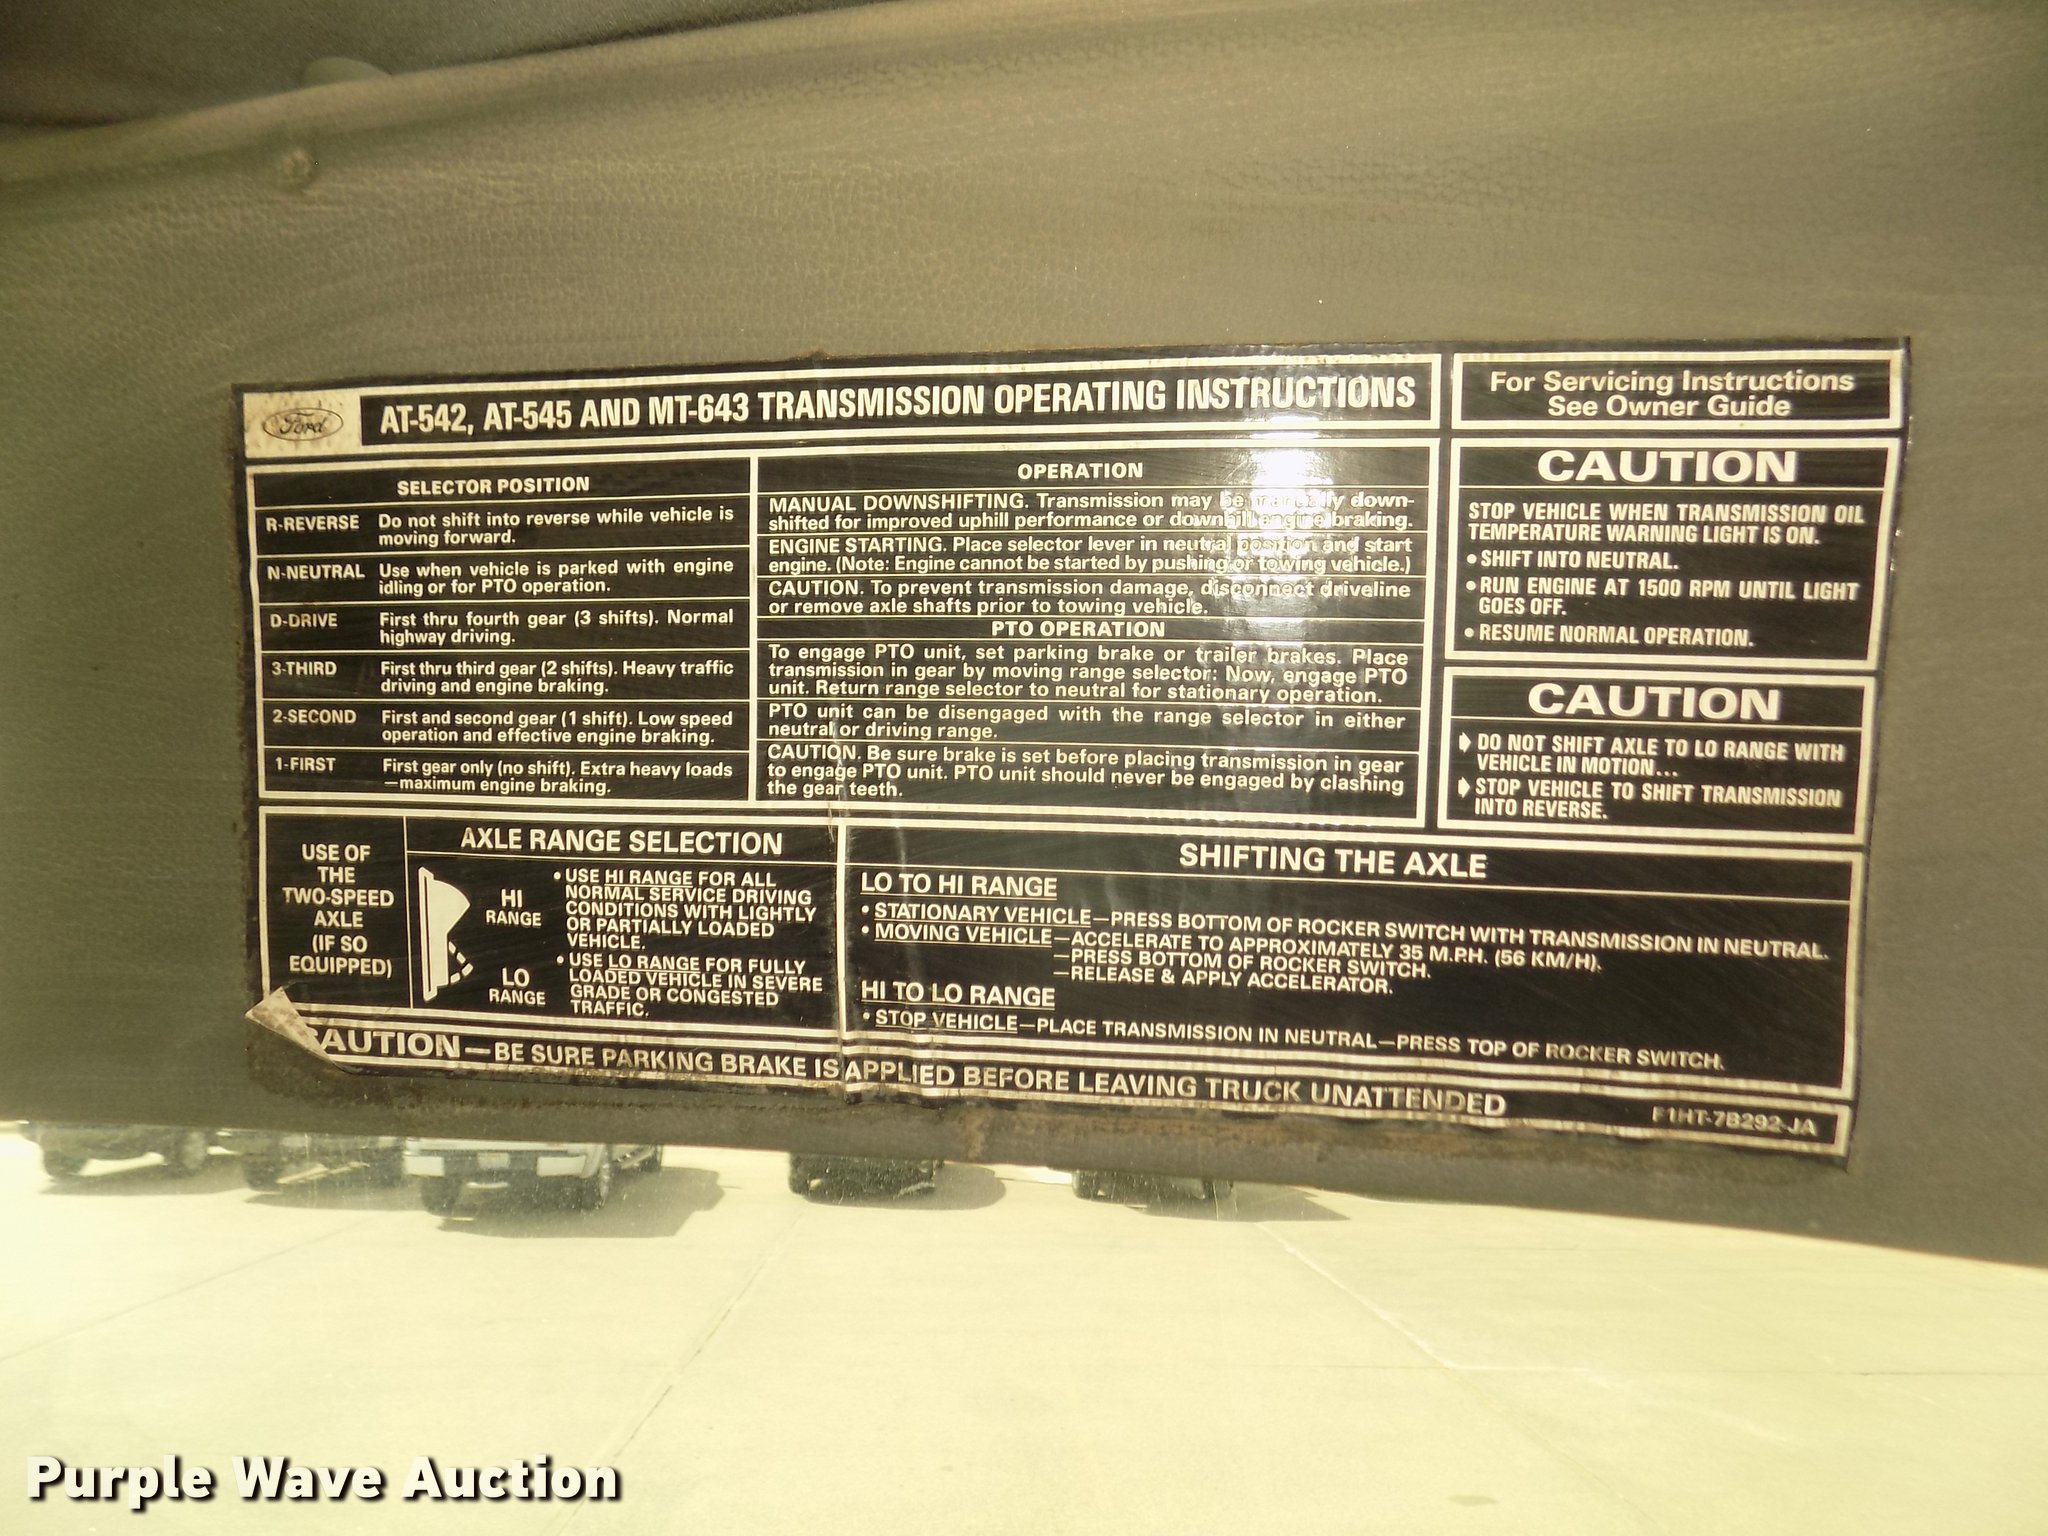 Ford
AT-542, AT-545 AND MT-643 TRANSMISSION OPERATING INSTRUCTIONS
For Servicing Instructions
See Owner Guide
SELECTOR POSITION
R-REVERSE Do not shift into reverse while vehicle is
moving forward.
N-NEUTRAL Use when vehicle is parked with engine
idling or for PTO operation.
D-DRIVE First thru fourth gear (3 shifts). Normal
highway driving.
3-THIRD First thru third gear (2 shifts). Heavy traffic
driving and engine braking.
2-SECOND First and second gear (1 shift). Low speed
operation and effective engine braking.
1-FIRST First gear only (no shift). Extra heavy loads
—maximum engine braking.
OPERATION
MANUAL DOWNSHIFTING. Transmission may be manually down-
shifted for improved uphill performance or downhill engine braking.
ENGINE STARTING. Place selector lever in neutral position and start
engine. (Note: Engine cannot be started by pushing or towing vehicle.)
CAUTION. To prevent transmission damage, disconnect driveline
or remove axle shafts prior to towing vehicle.
PTO OPERATION
To engage PTO unit, set parking brake or trailer brakes. Place
transmission in gear by moving range selector: Now, engage PTO
unit. Return range selector to neutral for stationary operation.
PTO unit can be disengaged with the range selector in either
neutral or driving range.
CAUTION. Be sure brake is set before placing transmission in gear
to engage PTO unit. PTO unit should never be engaged by clashing
the gear teeth.
CAUTION
STOP VEHICLE WHEN TRANSMISSION OIL
TEMPERATURE WARNING LIGHT IS ON.
• SHIFT INTO NEUTRAL.
• RUN ENGINE AT 1500 RPM UNTIL LIGHT
GOES OFF.
• RESUME NORMAL OPERATION.
CAUTION
DO NOT SHIFT AXLE TO LO RANGE WITH
VEHICLE IN MOTION...
STOP VEHICLE TO SHIFT TRANSMISSION
INTO REVERSE.
USE OF
THE
TWO-SPEED
AXLE
(IF SO
EQUIPPED)
AXLE RANGE SELECTION
HI
RANGE
LO
RANGE
• USE HI RANGE FOR ALL
NORMAL SERVICE DRIVING
CONDITIONS WITH LIGHTLY
OR PARTIALLY LOADED
VEHICLE.
• USE LO RANGE FOR FULLY
LOADED VEHICLE IN SEVERE
GRADE OR CONGESTED
TRAFFIC.
SHIFTING THE AXLE
LO TO HI RANGE
• STATIONARY VEHICLE—PRESS BOTTOM OF ROCKER SWITCH WITH TRANSMISSION IN NEUTRAL.
• MOVING VEHICLE—ACCELERATE TO APPROXIMATELY 35 M.P.H. (56 KM/H).
—PRESS BOTTOM OF ROCKER SWITCH.
—RELEASE & APPLY ACCELERATOR.
HI TO LO RANGE
• STOP VEHICLE—PLACE TRANSMISSION IN NEUTRAL—PRESS TOP OF ROCKER SWITCH.
CAUTION—BE SURE PARKING BRAKE IS APPLIED BEFORE LEAVING TRUCK UNATTENDED
F1HT-7B292-JA
Purple Wave Auction